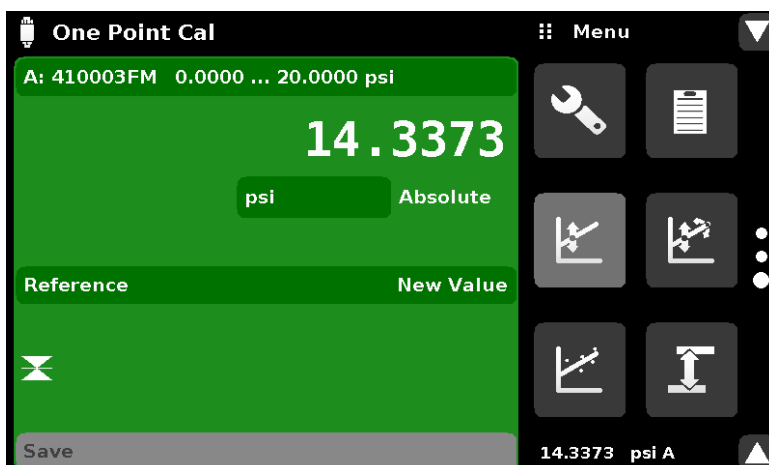 One Point Cal
Menu
A: 410003FM 0.0000 ... 20.0000 psi
14.3373
psi Absolute
Reference New Value
Save
14.3373 psi A